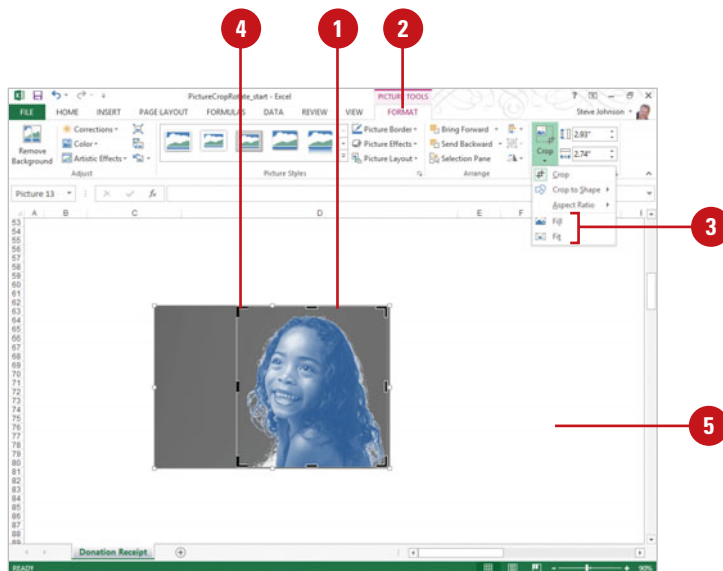 4
1
2
PictureCropRotate_start - Excel
PICTURE TOOLS
FILE HOME INSERT PAGE LAYOUT FORMULAS DATA REVIEW VIEW FORMAT
Steve Johnson
Remove Background
Corrections
Color
Artistic Effects
Adjust
Picture Styles
Picture Border
Picture Effects
Picture Layout
Bring Forward
Send Backward
Selection Pane
Arrange
Crop
2.93"
2.74"
Crop
Crop to Shape
Aspect Ratio
Fill
Fit
3
Picture 13
fx
A B C D E F I
53
54
55
56
57
58
59
60
61
62
63
64
65
66
67
68
69
70
71
72
73
74
75
76
77
78
79
80
81
82
83
84
85
86
87
88
89
5
Donation Receipt
READY
90%